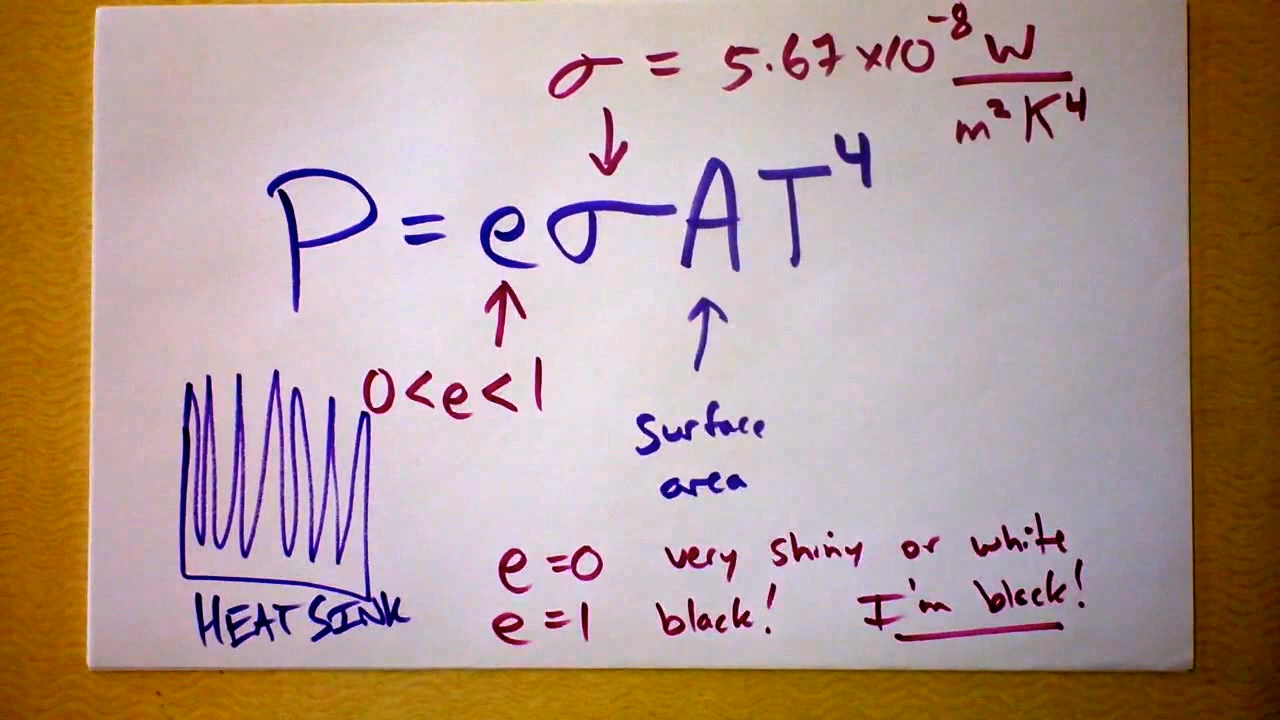 σ = 5.67 × 10⁻⁸ W/m²K⁴
P = eσAT⁴
0 < e < 1
surface
area
HEAT SINK
e = 0 very shiny or white
e = 1 black! I'm black!